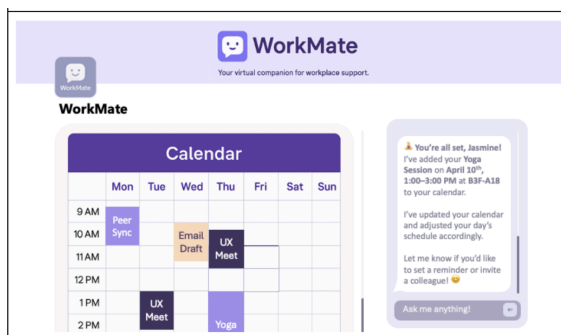 WorkMate
Your virtual companion for workplace support.
WorkMate
WorkMate
Calendar
Mon Tue Wed Thu Fri Sat Sun
9 AM
Peer
Sync
10 AM
Email
Draft
UX
Meet
11 AM
12 PM
1 PM
UX
Meet
2 PM
Yoga
🧘 You're all set, Jasmine!
I've added your Yoga
Session on April 10th,
1:00–3:00 PM at B3F-A18
to your calendar.
I've updated your calendar
and adjusted your day's
schedule accordingly.
Let me know if you'd like
to set a reminder or invite
a colleague! 😊
Ask me anything!